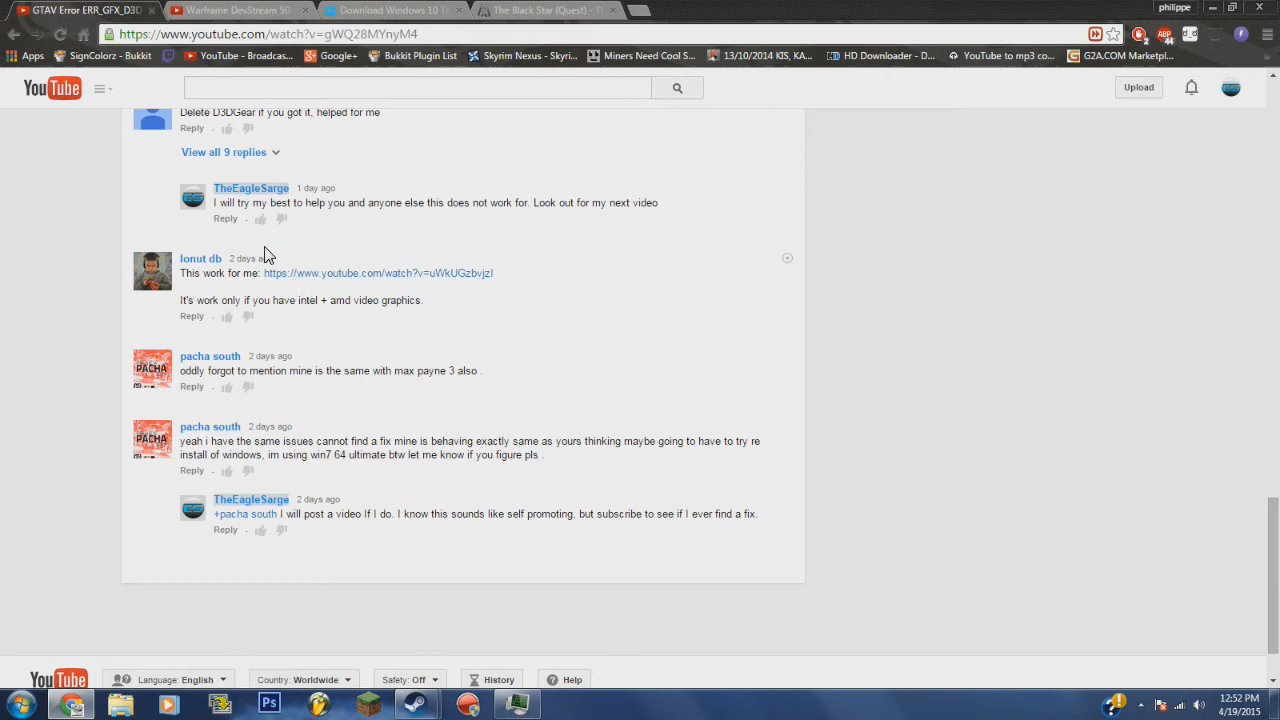 GTAV Error ERR_GFX_D3D
Warframe DevStream 50
Download Windows 10 T
The Black Star (Quest) - T
philippe
https://www.youtube.com/watch?v=gWQ28MYnyM4
2
44
Apps
SignColorz - Bukkit
YouTube - Broadcas...
Google+
Bukkit Plugin List
Skyrim Nexus - Skyri...
Miners Need Cool S...
13/10/2014 KIS, KA...
HD Downloader - D...
YouTube to mp3 co...
G2A.COM Marketpl...
»
YouTube
Upload
Delete D3DGear if you got it, helped for me
Reply .
View all 9 replies
TheEagleSarge 1 day ago
I will try my best to help you and anyone else this does not work for. Look out for my next video
Reply .
Ionut db 2 days a
This work for me: https://www.youtube.com/watch?v=uWkUGzbvjzI
It's work only if you have intel + amd video graphics.
Reply .
PACHA
pacha south 2 days ago
oddly forgot to mention mine is the same with max payne 3 also .
Reply .
PACHA
pacha south 2 days ago
yeah i have the same issues cannot find a fix mine is behaving exactly same as yours thinking maybe going to have to try re
install of windows, im using win7 64 ultimate btw let me know if you figure pls .
Reply .
TheEagleSarge 2 days ago
+pacha south I will post a video If I do. I know this sounds like self promoting, but subscribe to see if I ever find a fix.
Reply .
YouTube
Language: English
Country: Worldwide
Safety: Off
History
Help
Ps
12:52 PM
4/19/2015